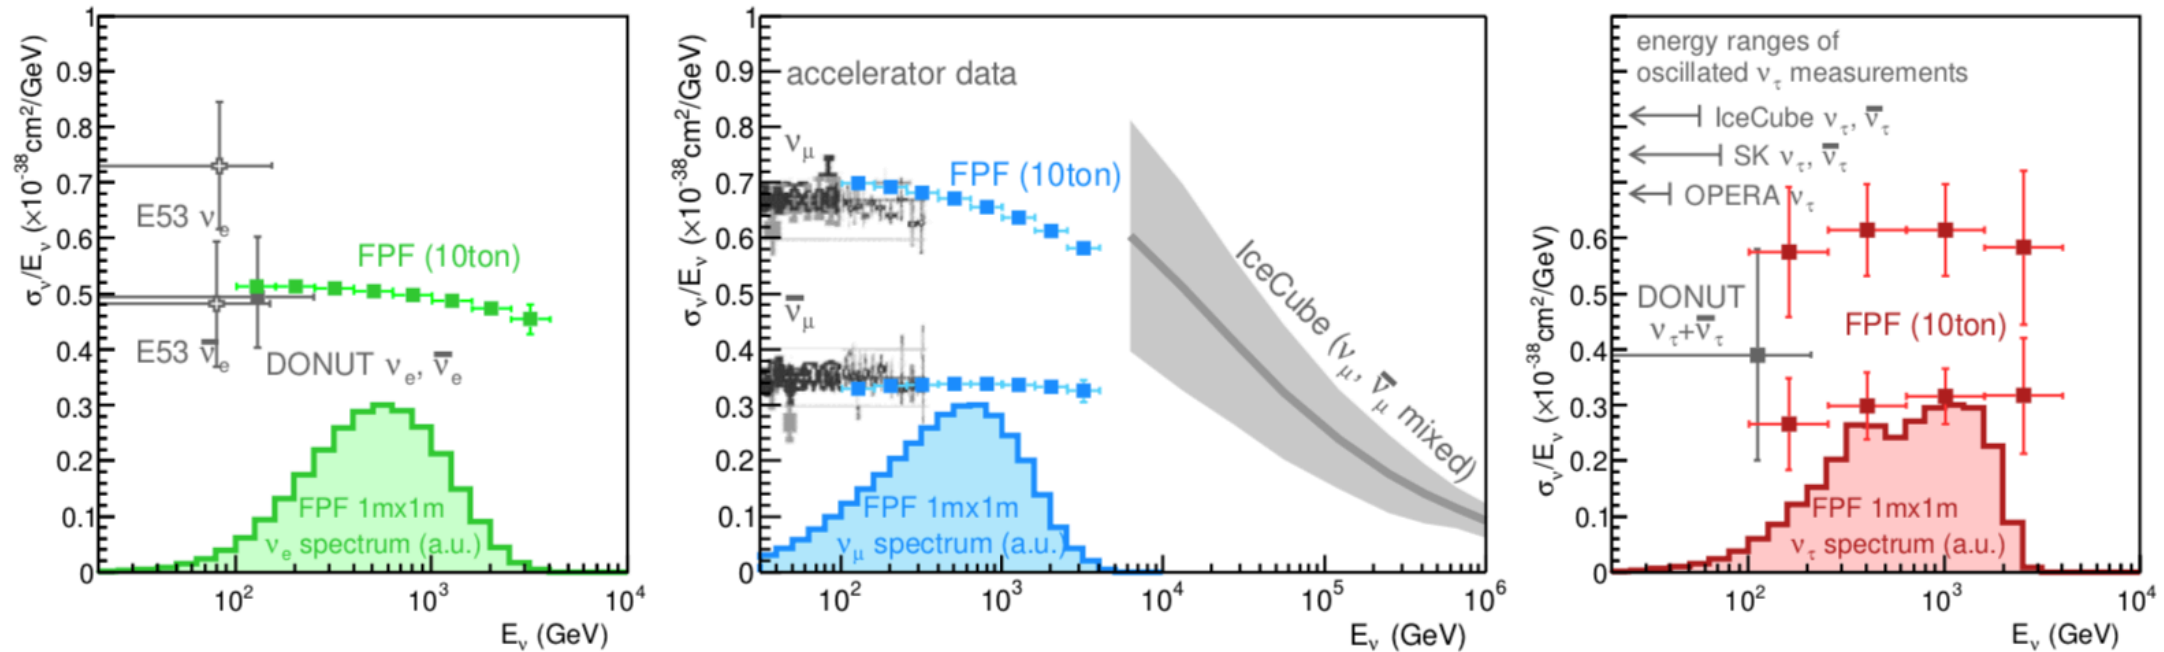 σν/Eν (×10⁻³⁸cm²/GeV)
1
0.9
0.8
0.7
0.6
0.5
0.4
0.3
0.2
0.1
0
E53 νe
E53 ν̅e
DONUT νe, ν̅e
FPF (10ton)
FPF 1mx1m
νe spectrum (a.u.)
10²
10³
10⁴
Eν (GeV)
σν/Eν (×10⁻³⁸cm²/GeV)
1
0.9
0.8
0.7
0.6
0.5
0.4
0.3
0.2
0.1
0
accelerator data
νμ
FPF (10ton)
ν̅μ
IceCube (νμ, ν̅μ mixed)
FPF 1mx1m
νμ spectrum (a.u.)
10²
10³
10⁴
10⁵
10⁶
Eν (GeV)
σν/Eν (×10⁻³⁸cm²/GeV)
0.6
0.5
0.4
0.3
0.2
0.1
0
energy ranges of
oscillated ντ measurements
IceCube ντ, ν̅τ
SK ντ, ν̅τ
OPERA ντ
DONUT
ντ+ν̅τ
FPF (10ton)
FPF 1mx1m
ντ spectrum (a.u.)
10²
10³
10⁴
Eν (GeV)